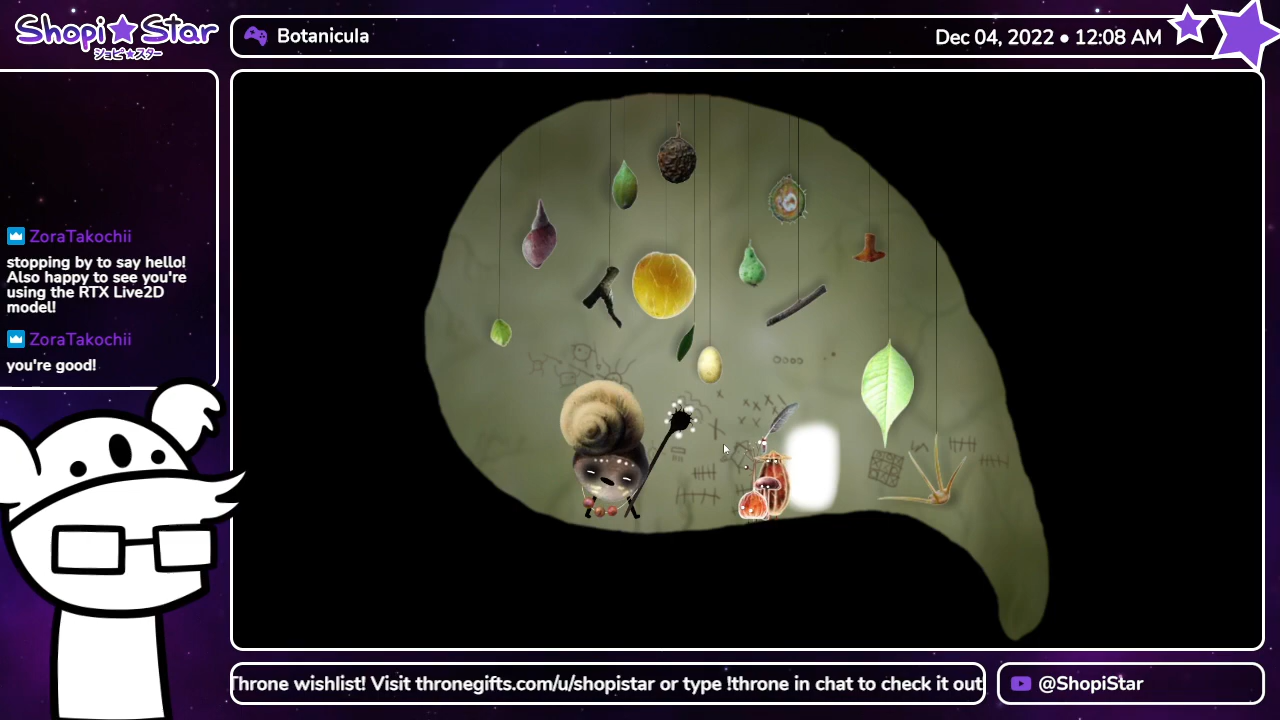 Shopi Star
ショピ★スター
Botanicula
Dec 04, 2022 • 12:08 AM
ZoraTakochii
stopping by to say hello!
Also happy to see you're
using the RTX Live2D
model!
ZoraTakochii
you're good!
Throne wishlist! Visit thronegifts.com/u/shopistar or type !throne in chat to check it out
@ShopiStar